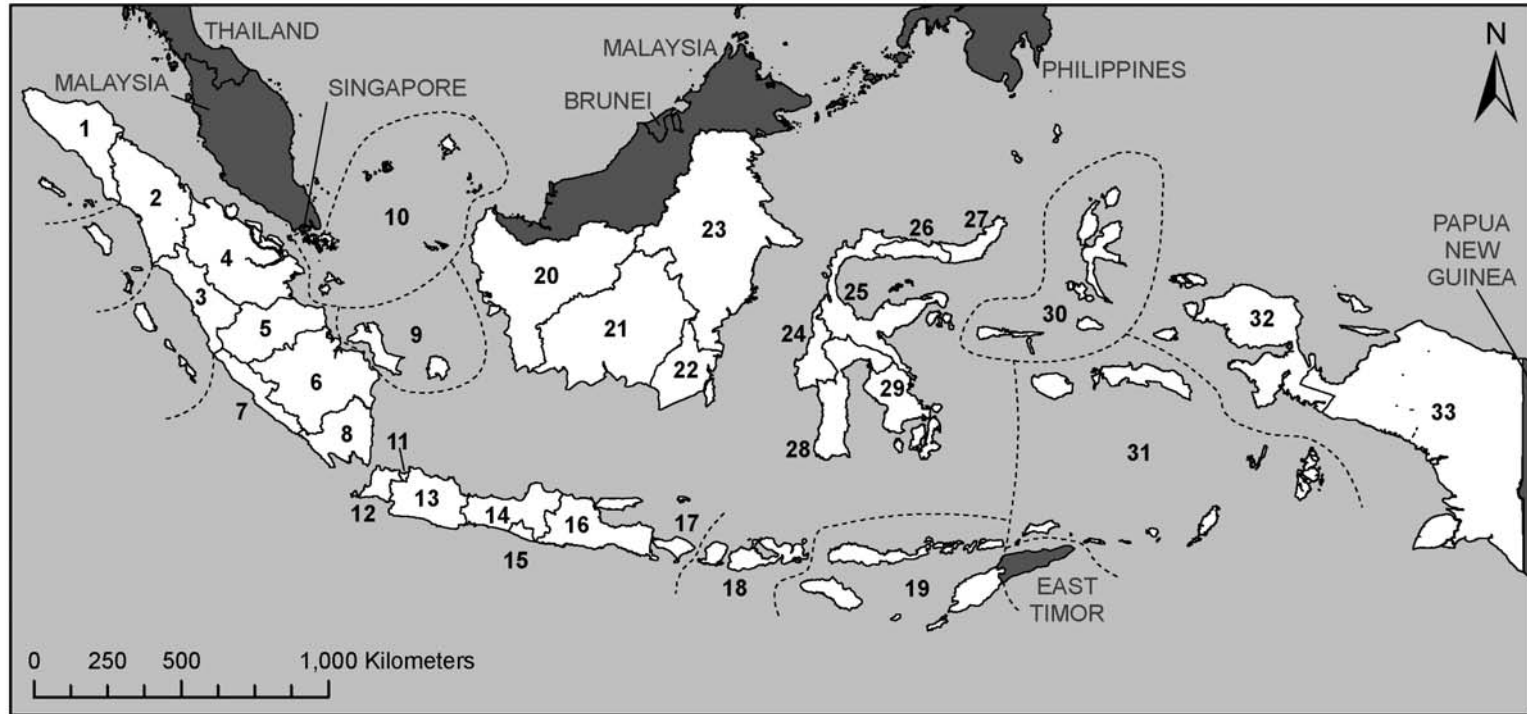 THAILAND
MALAYSIA
SINGAPORE
MALAYSIA
BRUNEI
PHILIPPINES
N
PAPUA
NEW
GUINEA
EAST
TIMOR
1
2
3
4
5
6
7
8
9
10
11
12
13
14
15
16
17
18
19
20
21
22
23
24
25
26
27
28
29
30
31
32
33
0 250 500 1,000 Kilometers